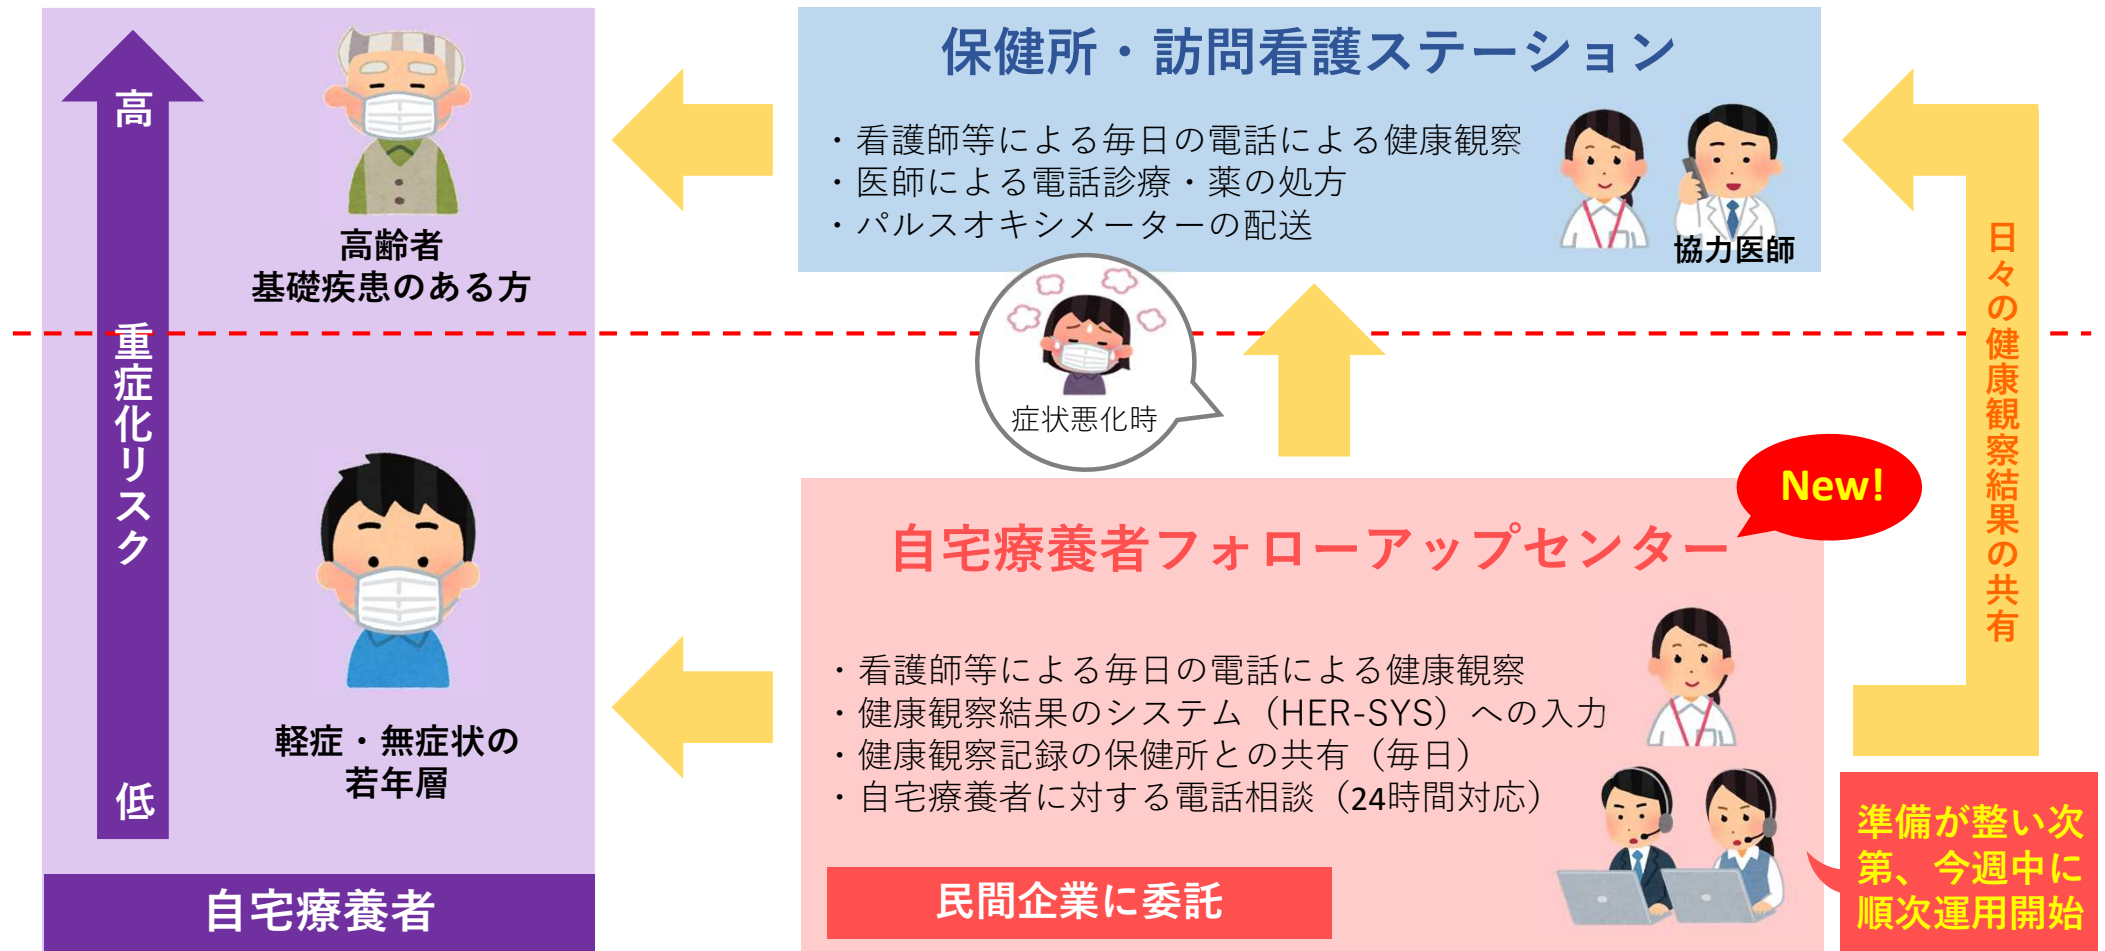 高
重症化リスク
低
高齢者
基礎疾患のある方
軽症・無症状の
若年層
自宅療養者
保健所・訪問看護ステーション
・看護師等による毎日の電話による健康観察
・医師による電話診療・薬の処方
・パルスオキシメーターの配送
協力医師
症状悪化時
New!
自宅療養者フォローアップセンター
・看護師等による毎日の電話による健康観察
・健康観察結果のシステム（HER-SYS）への入力
・健康観察記録の保健所との共有（毎日）
・自宅療養者に対する電話相談（24時間対応）
民間企業に委託
日々の健康観察結果の共有
準備が整い次
第、今週中に
順次運用開始